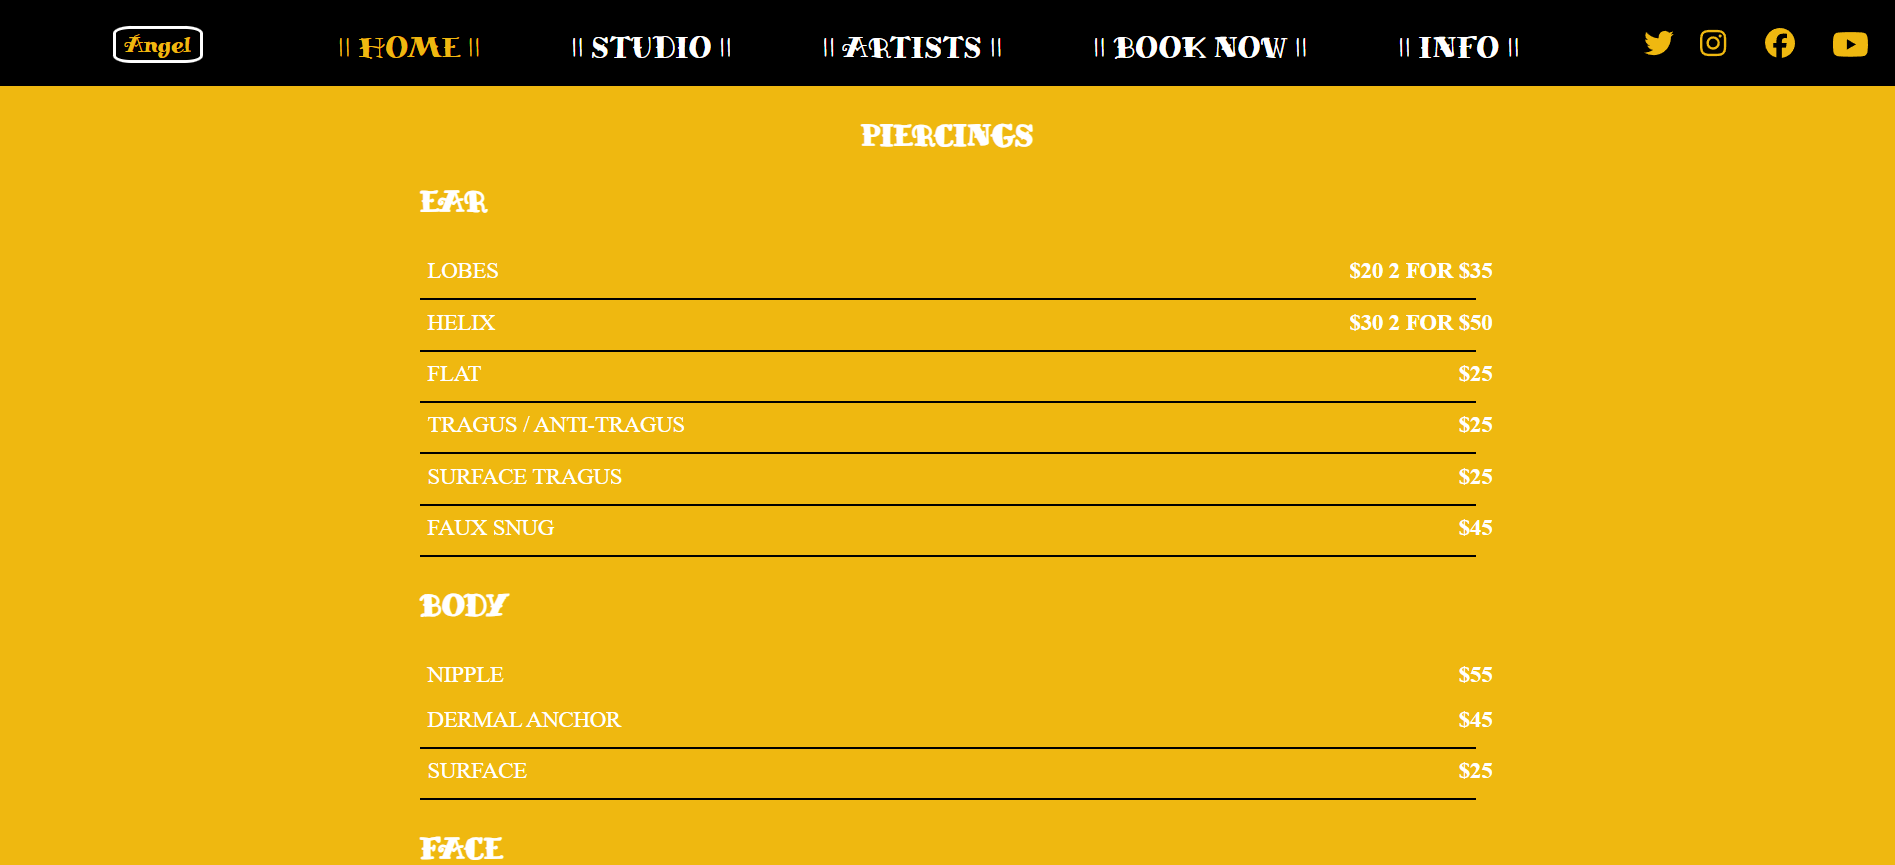 Angel || HOME || || STUDIO || || ARTISTS || || BOOK NOW || || INFO ||
PIERCINGS
EAR
LOBES $20 2 FOR $35
HELIX $30 2 FOR $50
FLAT $25
TRAGUS / ANTI-TRAGUS $25
SURFACE TRAGUS $25
FAUX SNUG $45
BODY
NIPPLE $55
DERMAL ANCHOR $45
SURFACE $25
FACE